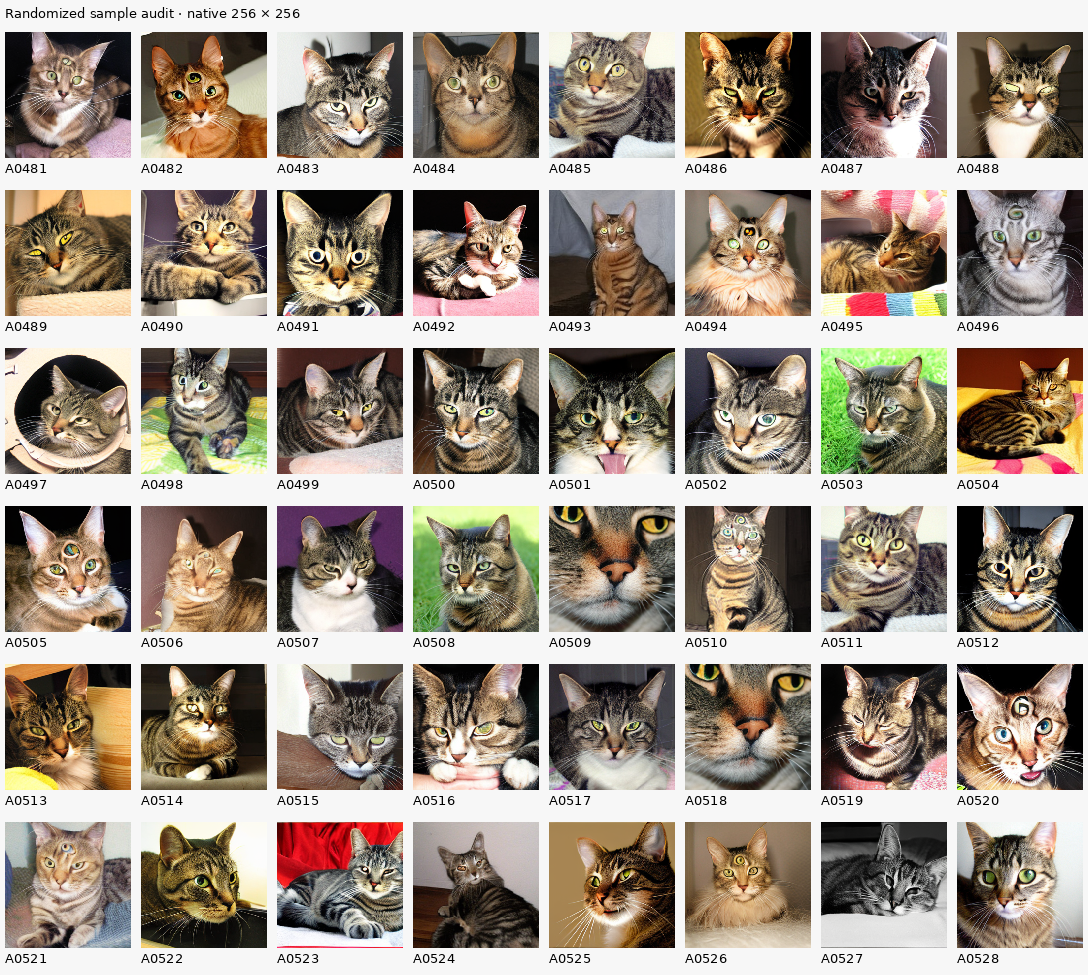 Randomized sample audit · native 256 × 256
A0481 A0482 A0483 A0484 A0485 A0486 A0487 A0488
A0489 A0490 A0491 A0492 A0493 A0494 A0495 A0496
A0497 A0498 A0499 A0500 A0501 A0502 A0503 A0504
A0505 A0506 A0507 A0508 A0509 A0510 A0511 A0512
A0513 A0514 A0515 A0516 A0517 A0518 A0519 A0520
A0521 A0522 A0523 A0524 A0525 A0526 A0527 A0528